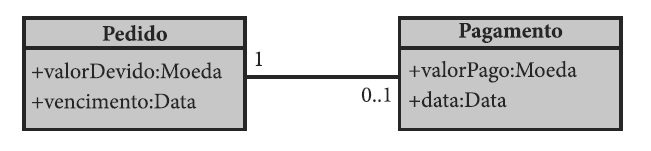 Pedido
+valorDevido:Moeda
+vencimento:Data
1
0..1
Pagamento
+valorPago:Moeda
+data:Data